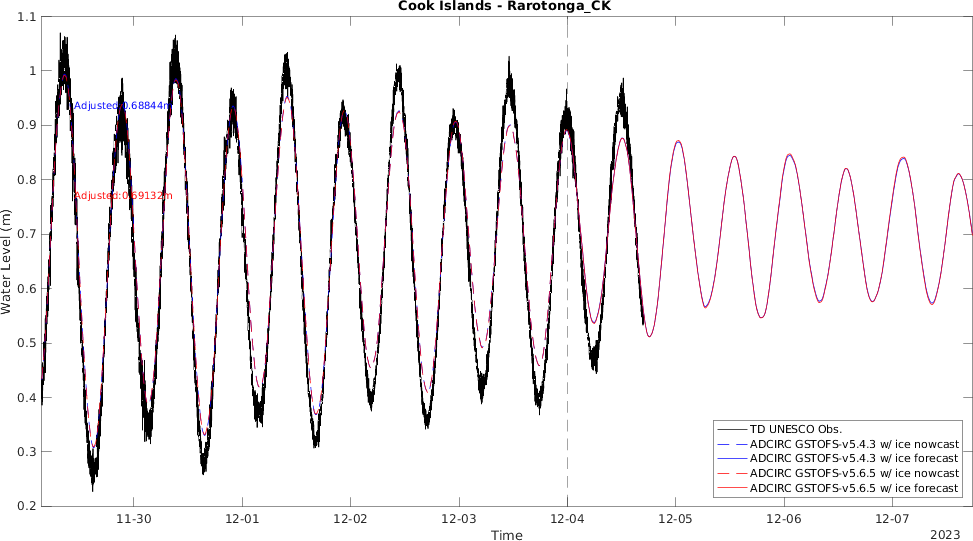 Cook Islands - Rarotonga_CK
1.1
1
0.9
0.8
0.7
0.6
0.5
0.4
0.3
0.2
Water Level (m)
Adjusted:0.68844m
Adjusted:0.69132m
TD UNESCO Obs.
ADCIRC GSTOFS-v5.4.3 w/ ice nowcast
ADCIRC GSTOFS-v5.4.3 w/ ice forecast
ADCIRC GSTOFS-v5.6.5 w/ ice nowcast
ADCIRC GSTOFS-v5.6.5 w/ ice forecast
11-30 12-01 12-02 12-03 12-04 12-05 12-06 12-07
Time
2023